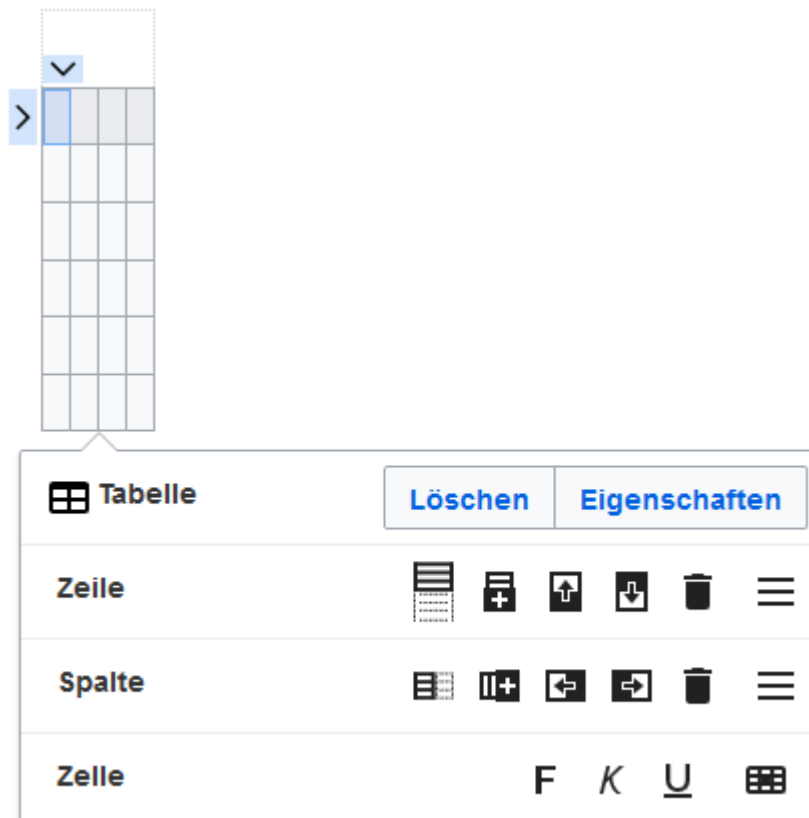 Tabelle
Löschen Eigenschaften
Zeile
Spalte
Zelle
F K U